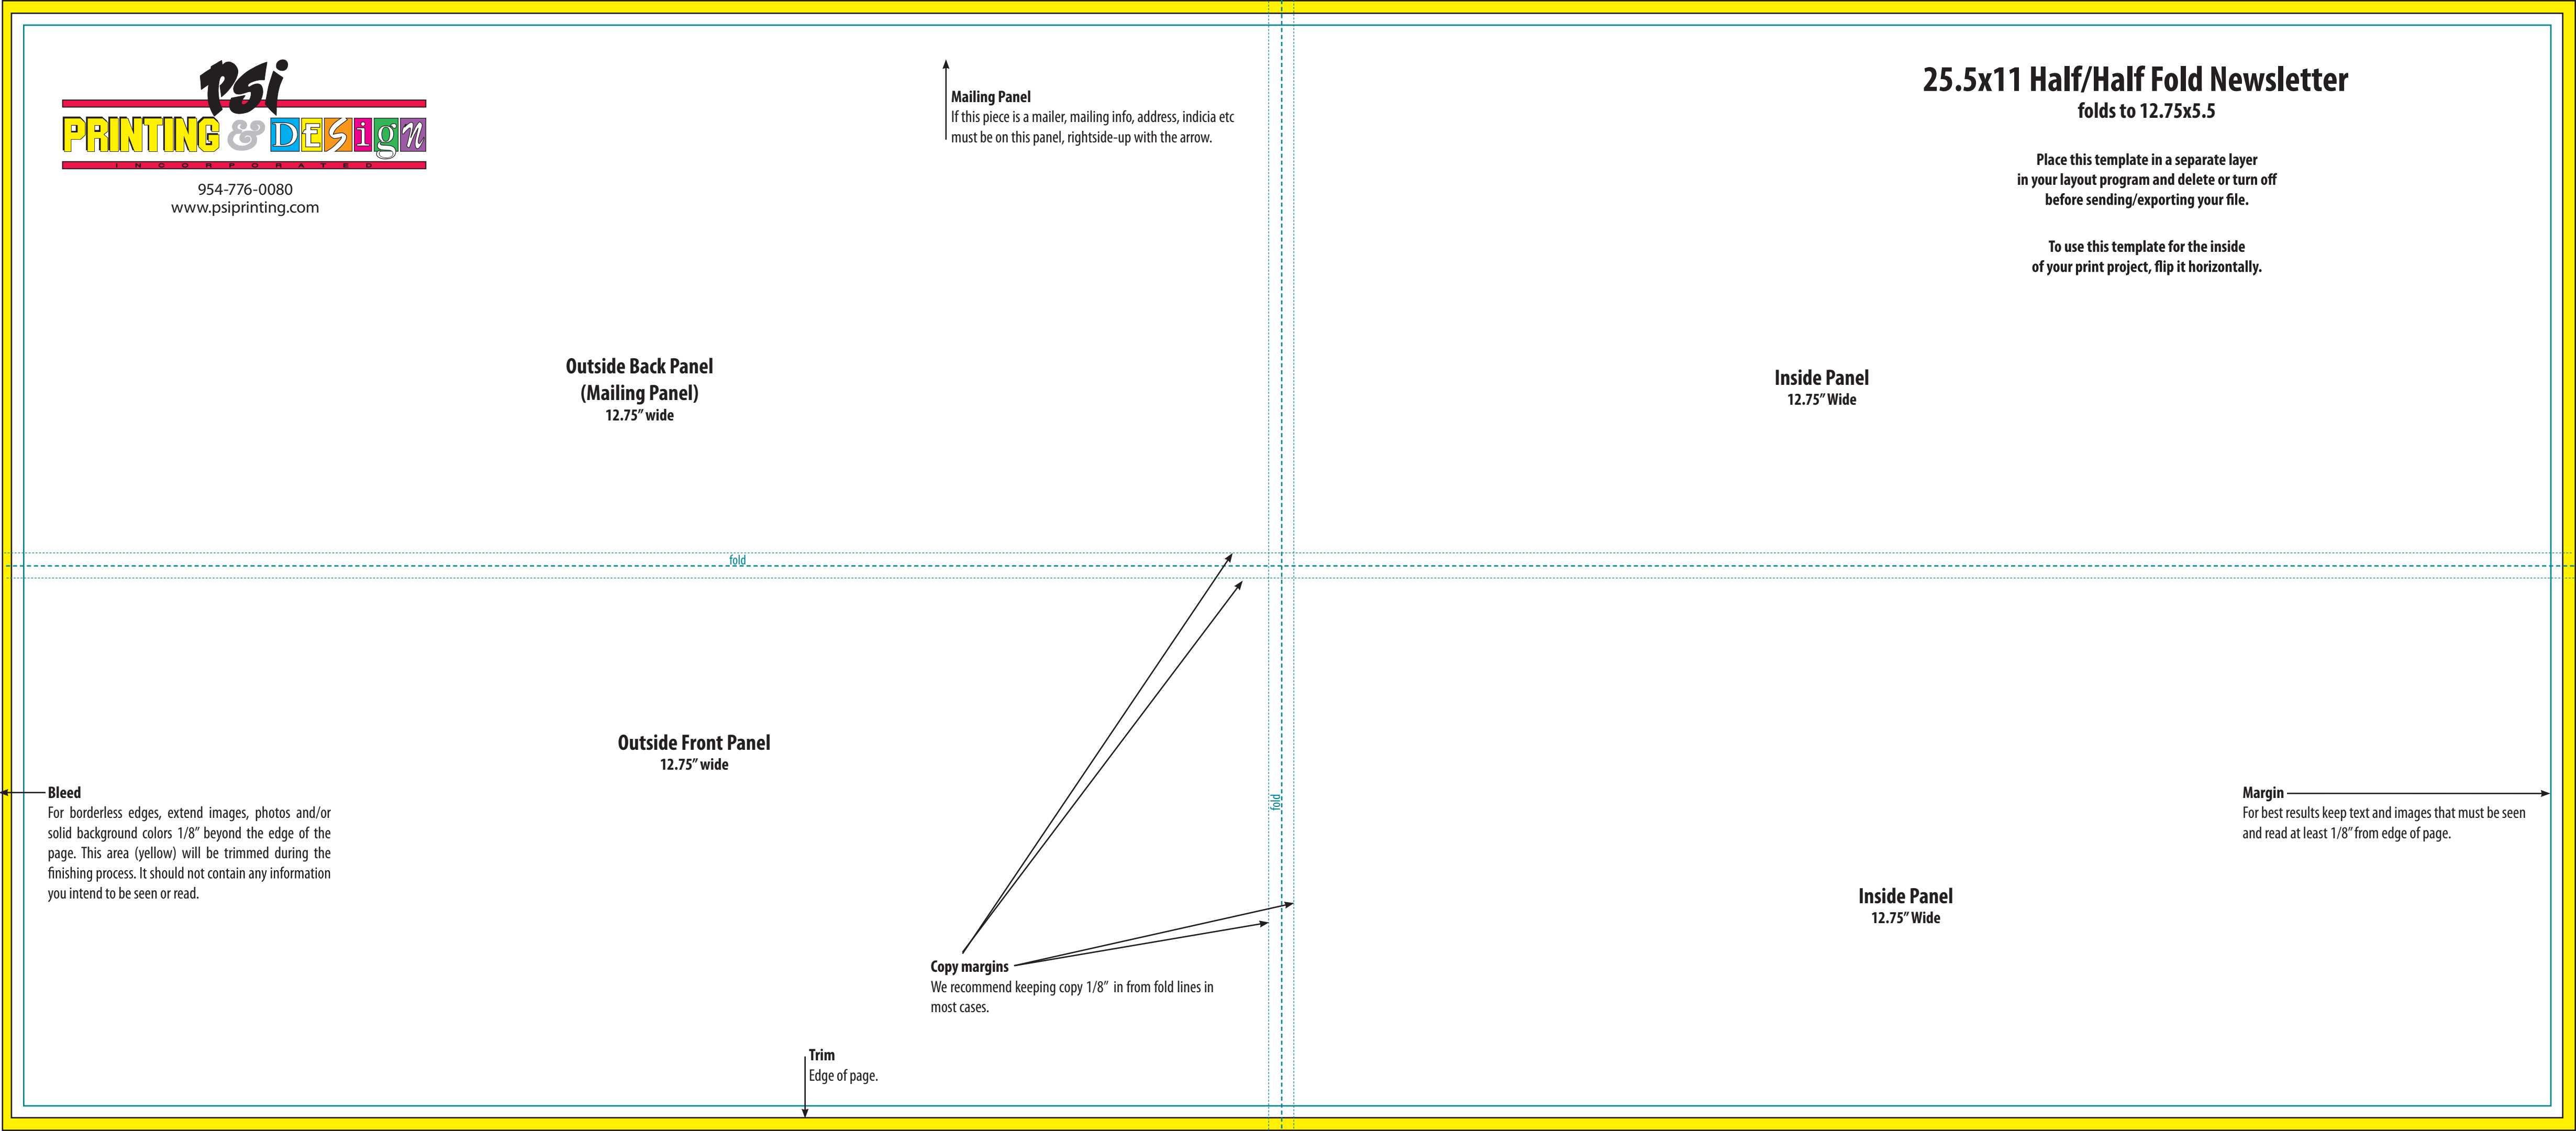 psi
PRINTING & DESign
INCORPORATED
954-776-0080
www.psiprinting.com
Mailing Panel
If this piece is a mailer, mailing info, address, indicia etc
must be on this panel, rightside-up with the arrow.
25.5x11 Half/Half Fold Newsletter
folds to 12.75x5.5
Place this template in a separate layer
in your layout program and delete or turn off
before sending/exporting your file.
To use this template for the inside
of your print project, flip it horizontally.
Outside Back Panel
(Mailing Panel)
12.75" wide
Inside Panel
12.75" Wide
fold
Outside Front Panel
12.75" wide
Bleed
For borderless edges, extend images, photos and/or
solid background colors 1/8" beyond the edge of the
page. This area (yellow) will be trimmed during the
finishing process. It should not contain any information
you intend to be seen or read.
fold
Margin
For best results keep text and images that must be seen
and read at least 1/8" from edge of page.
Inside Panel
12.75" Wide
Copy margins
We recommend keeping copy 1/8" in from fold lines in
most cases.
Trim
Edge of page.